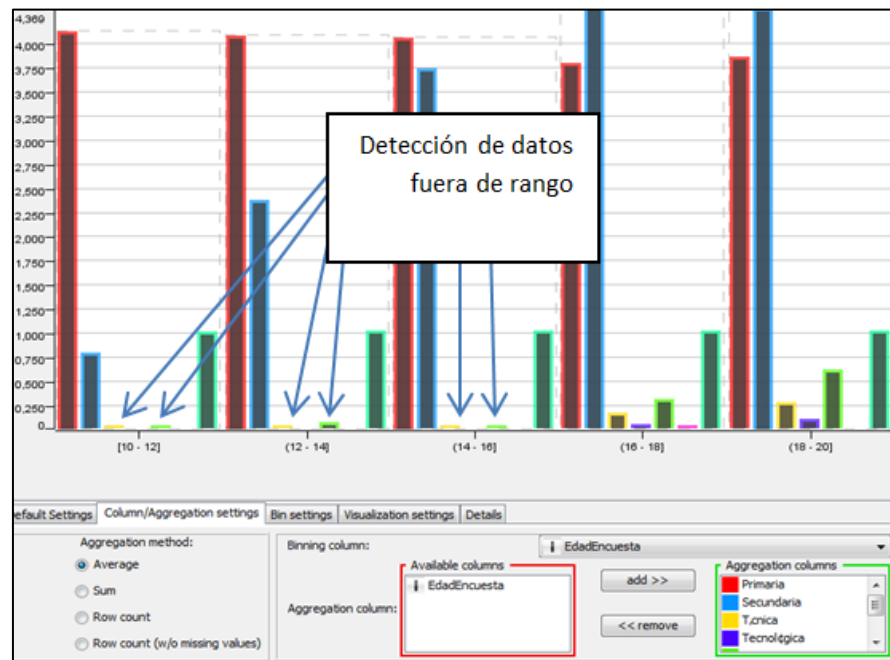 4,369
4,000
3,750
3,500
3,250
3,000
2,750
2,500
2,250
2,000
1,750
1,500
1,250
1,000
0,750
0,500
0,250
0
Detección de datos
fuera de rango
[10 - 12]
(12 - 14]
(14 - 16]
(16 - 18]
(18 - 20]
efault Settings
Column/Aggregation settings
Bin settings
Visualization settings
Details
Aggregation method:
Average
Sum
Row count
Row count (w/o missing values)
Binning column:
EdadEncuesta
Aggregation column:
Available columns
EdadEncuesta
add >>
<< remove
Aggregation columns
Primaria
Secundaria
T,cnica
Tecnol¢gica